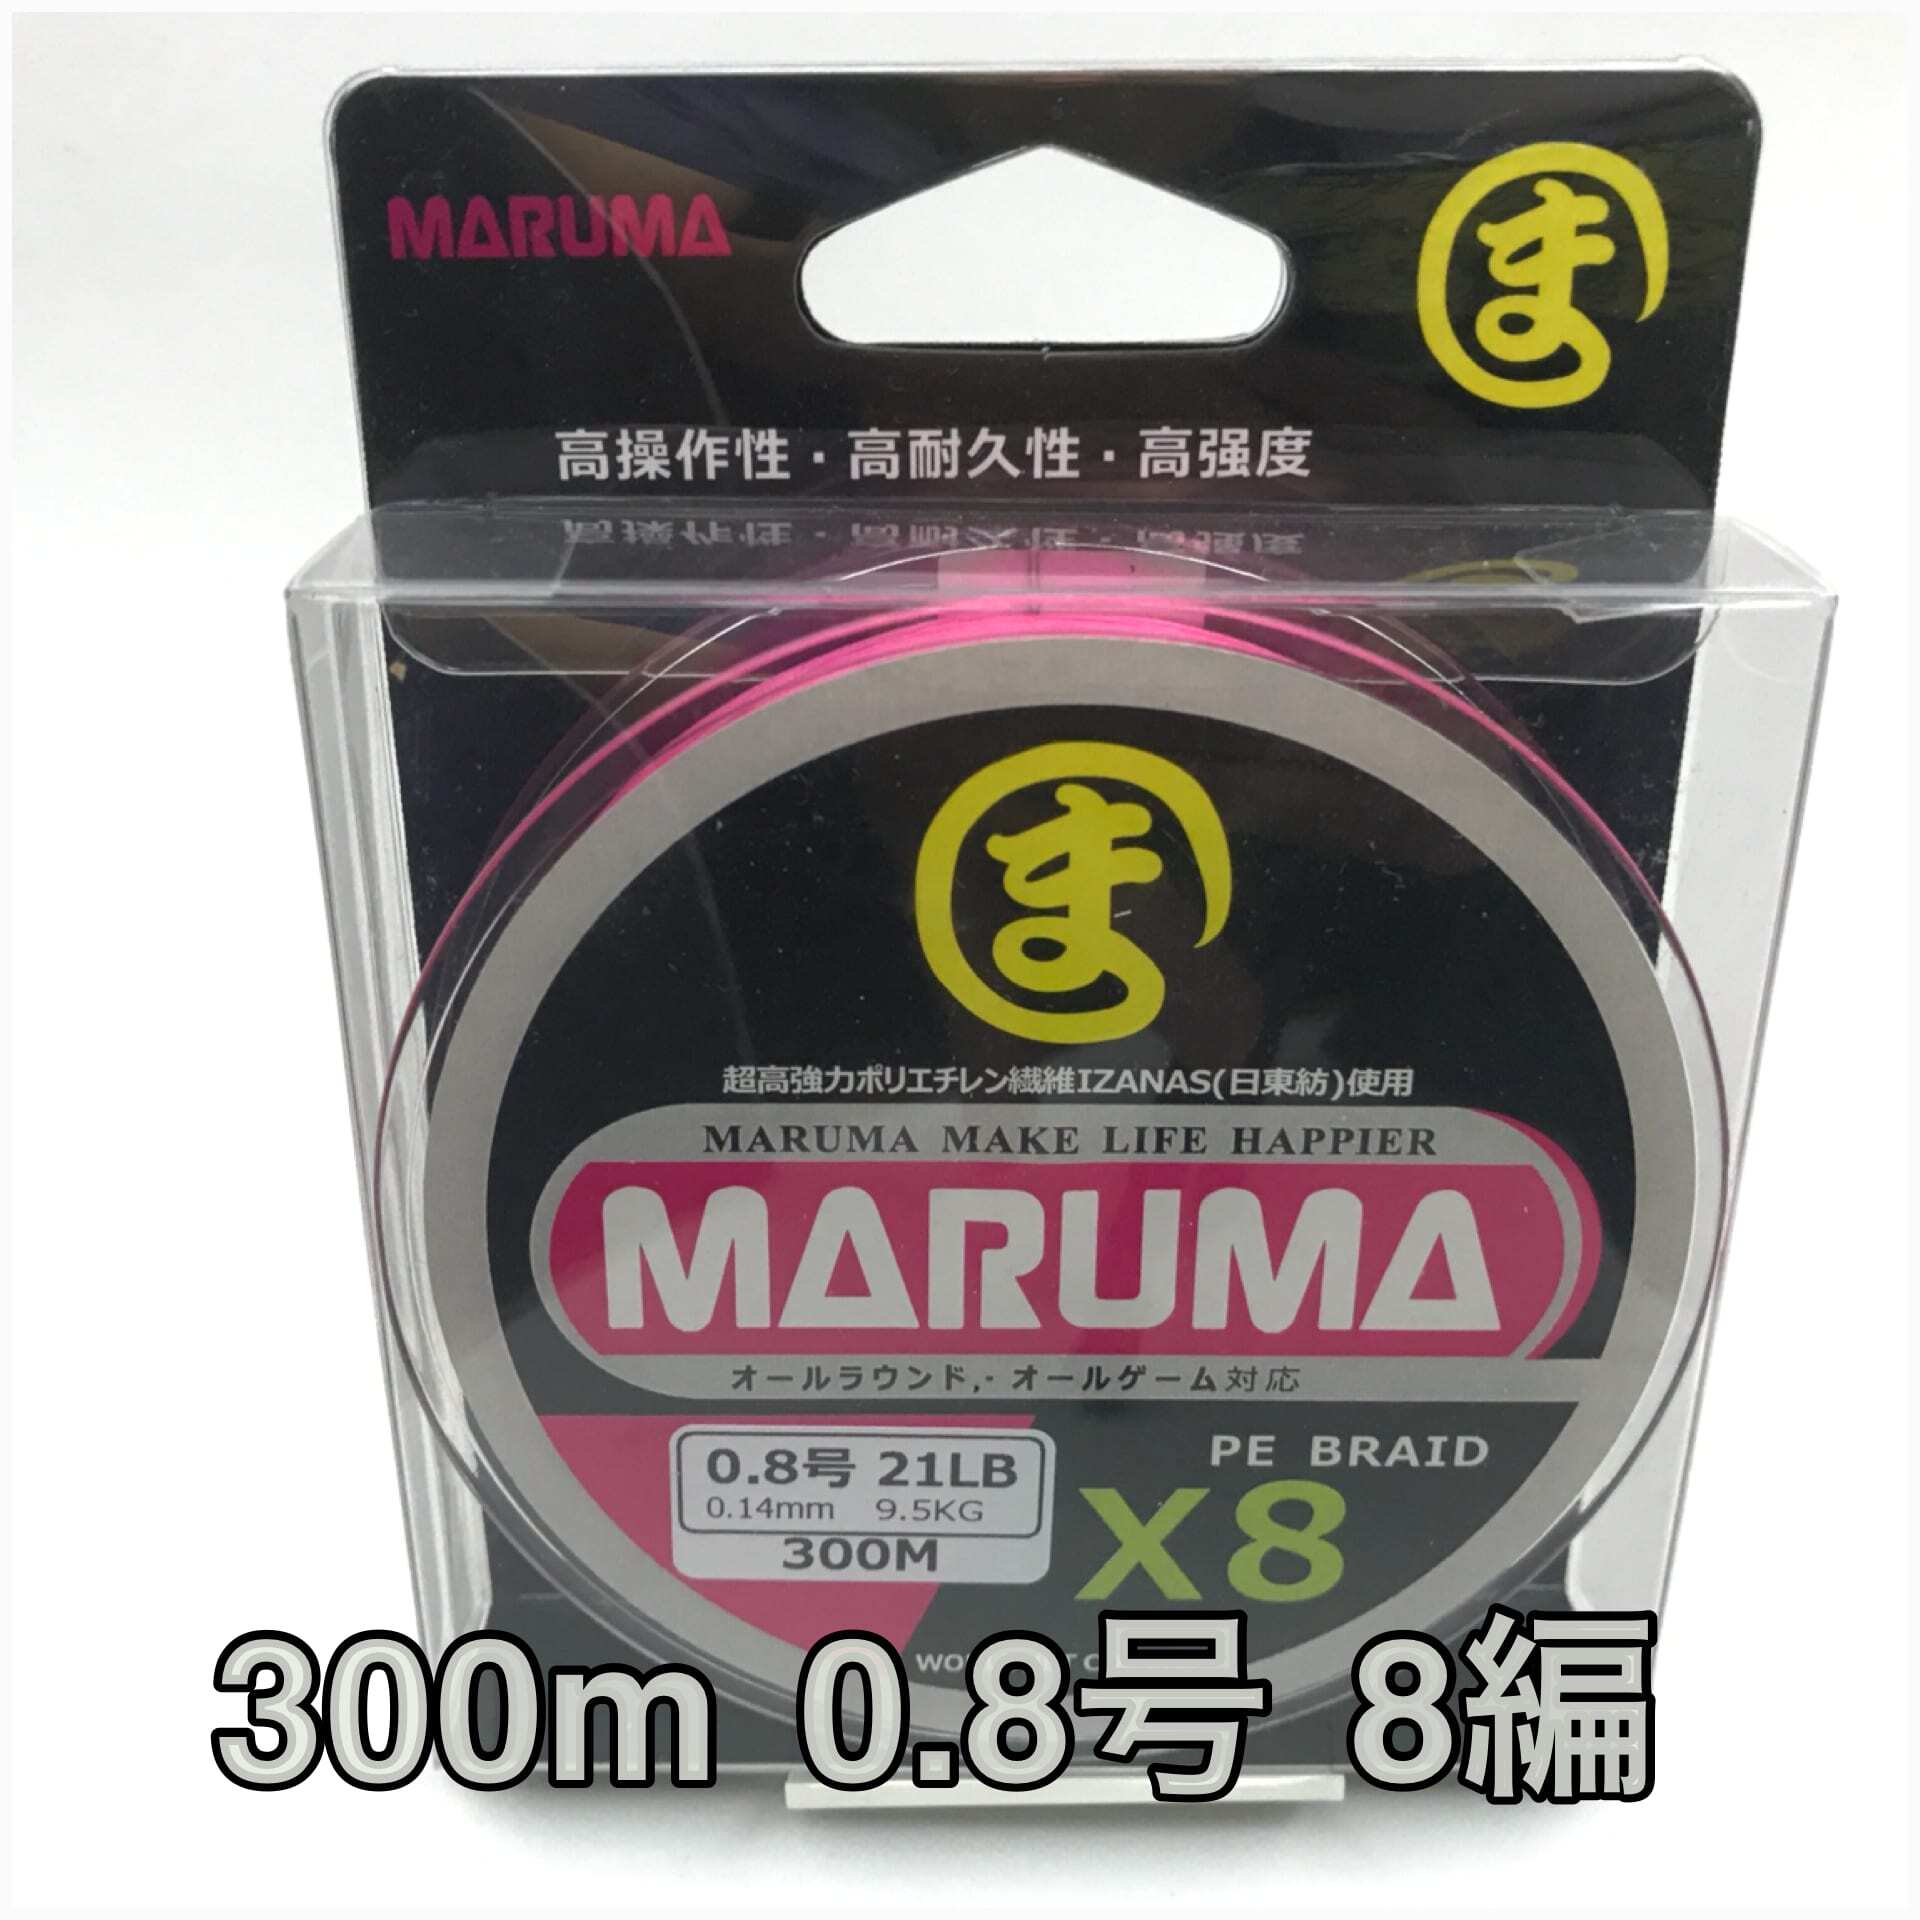 MARUMA
ま
高操作性・高耐久性・高强度
ま
超高強力ポリエチレン繊維IZANAS(日東紡)使用
MARUMA MAKE LIFE HAPPIER
MARUMA
オールラウンド,・オールゲーム対応
0.8号 21LB
0.14mm 9.5KG
300M
PE BRAID
X8
300m 0.8号 8編